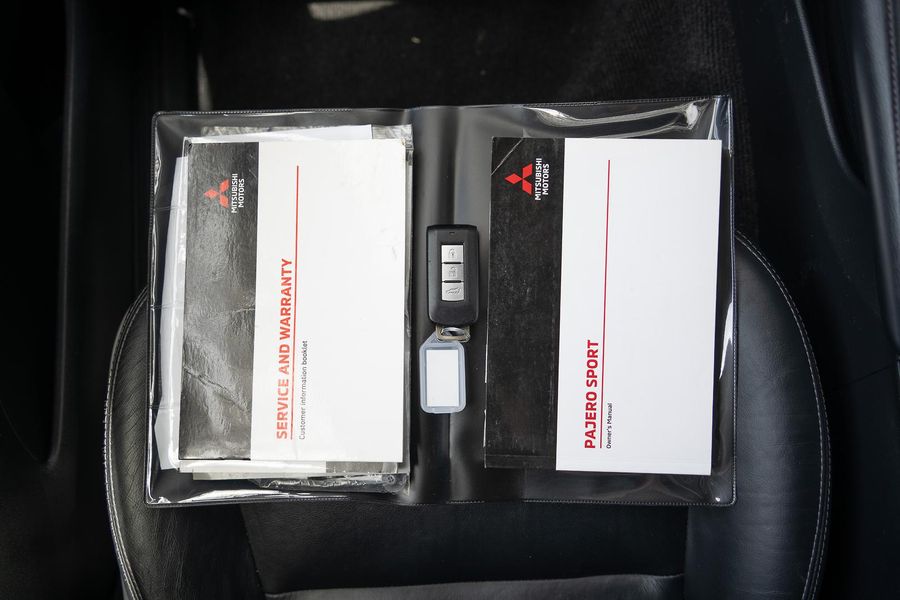 MITSUBISHI
MOTORS
SERVICE AND WARRANTY
Customer information booklet
MITSUBISHI
MOTORS
PAJERO SPORT
Owner's Manual